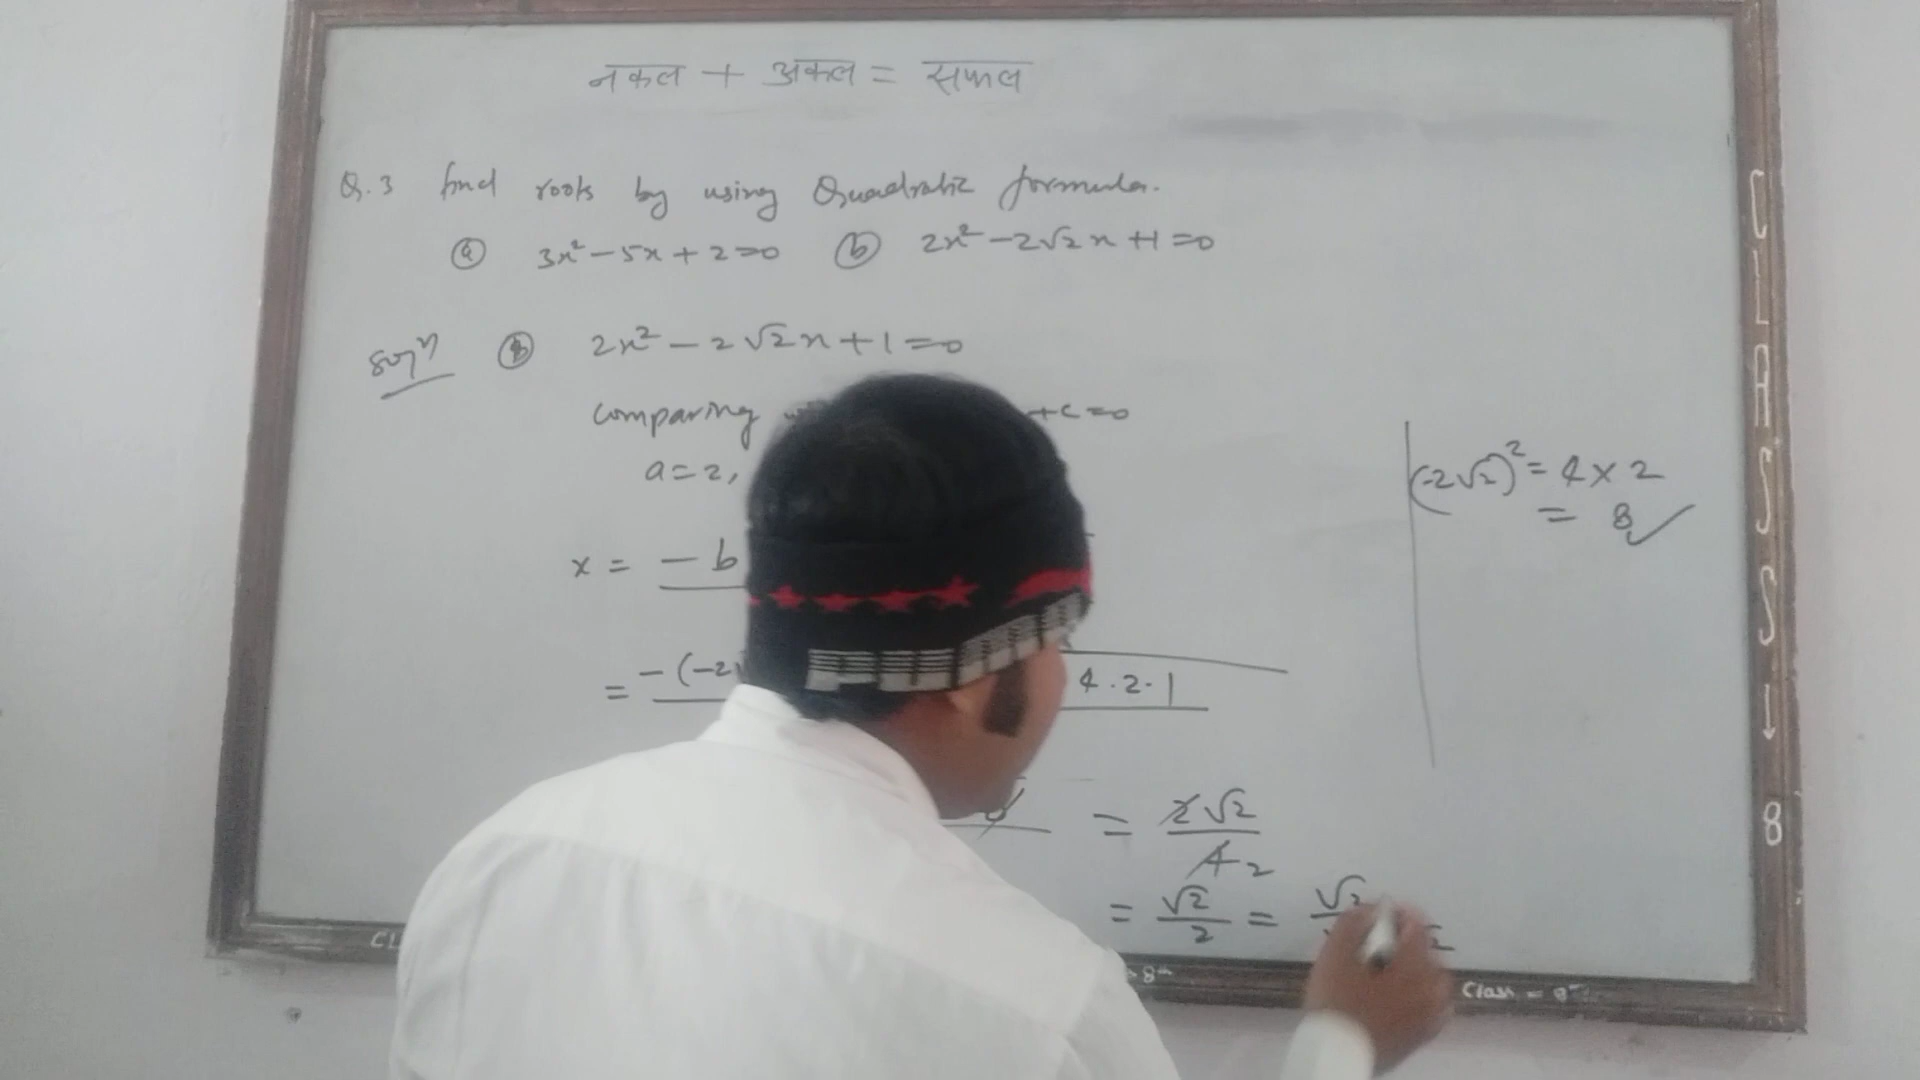 नकल + अकल = सफल
Q.3 find roots by using Quadratic formula.
(a) 3x² - 5x + 2 = 0 (b) 2x² - 2√2x + 1 = 0
Solⁿ (b) 2x² - 2√2x + 1 = 0
Comparing + c = 0
a = 2,
x = - b
= -(-2 4.2.1
= 2√2/4 2
= √2/2 = √2
(-2√2)² = 4 x 2
= 8 ✓
CLASS → 8
8th
Class =